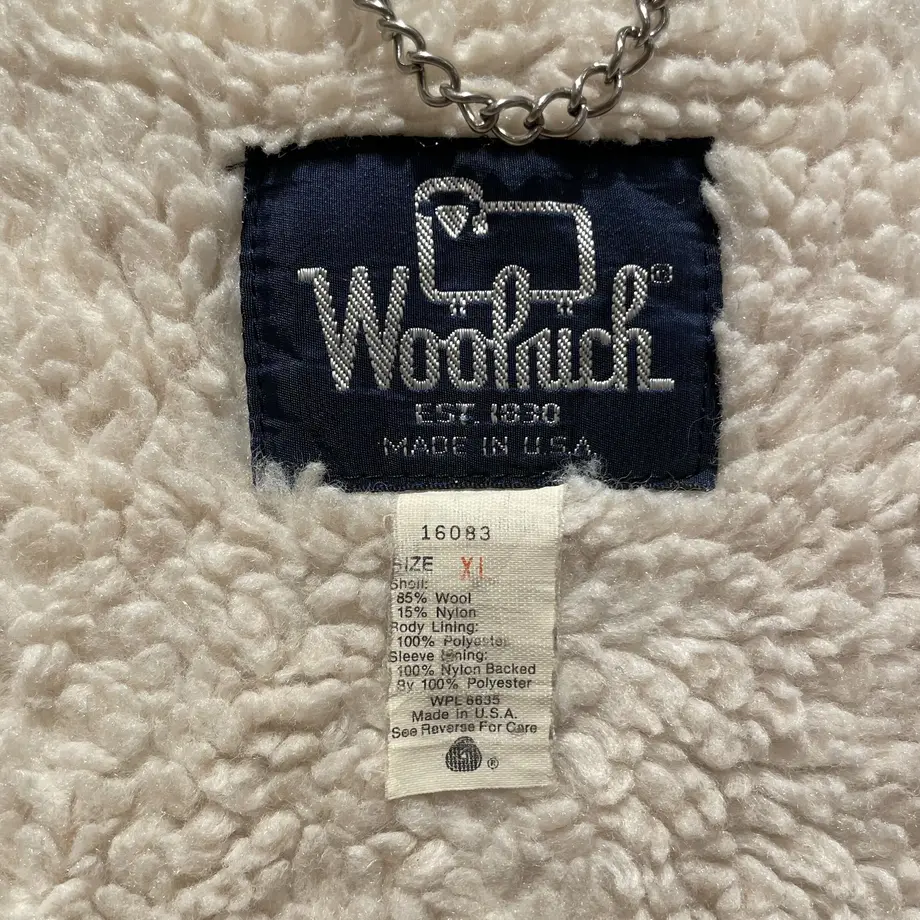 Woolrich®
EST. 1830
MADE IN U.S.A.
16083
SIZE XL
Shell:
85% Wool
15% Nylon
Body Lining:
100% Polyester
Sleeve Lining:
100% Nylon Backed
By 100% Polyester
WPL 6635
Made In U.S.A.
See Reverse For Care
®